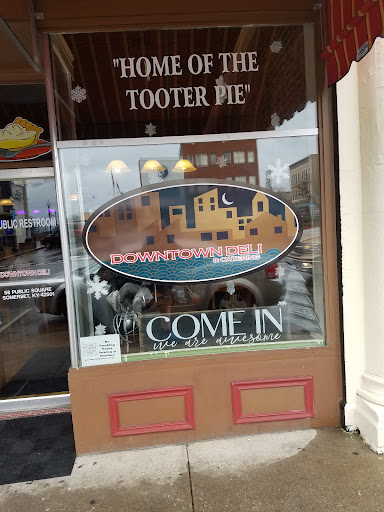 "HOME OF THE
TOOTER PIE"
PUBLIC RESTROOM
DOWNTOWN DELI
& CATERING
DOWNTOWN DELI
58 PUBLIC SQUARE
SOMERSET, KY 42501
COME IN
we are awesome